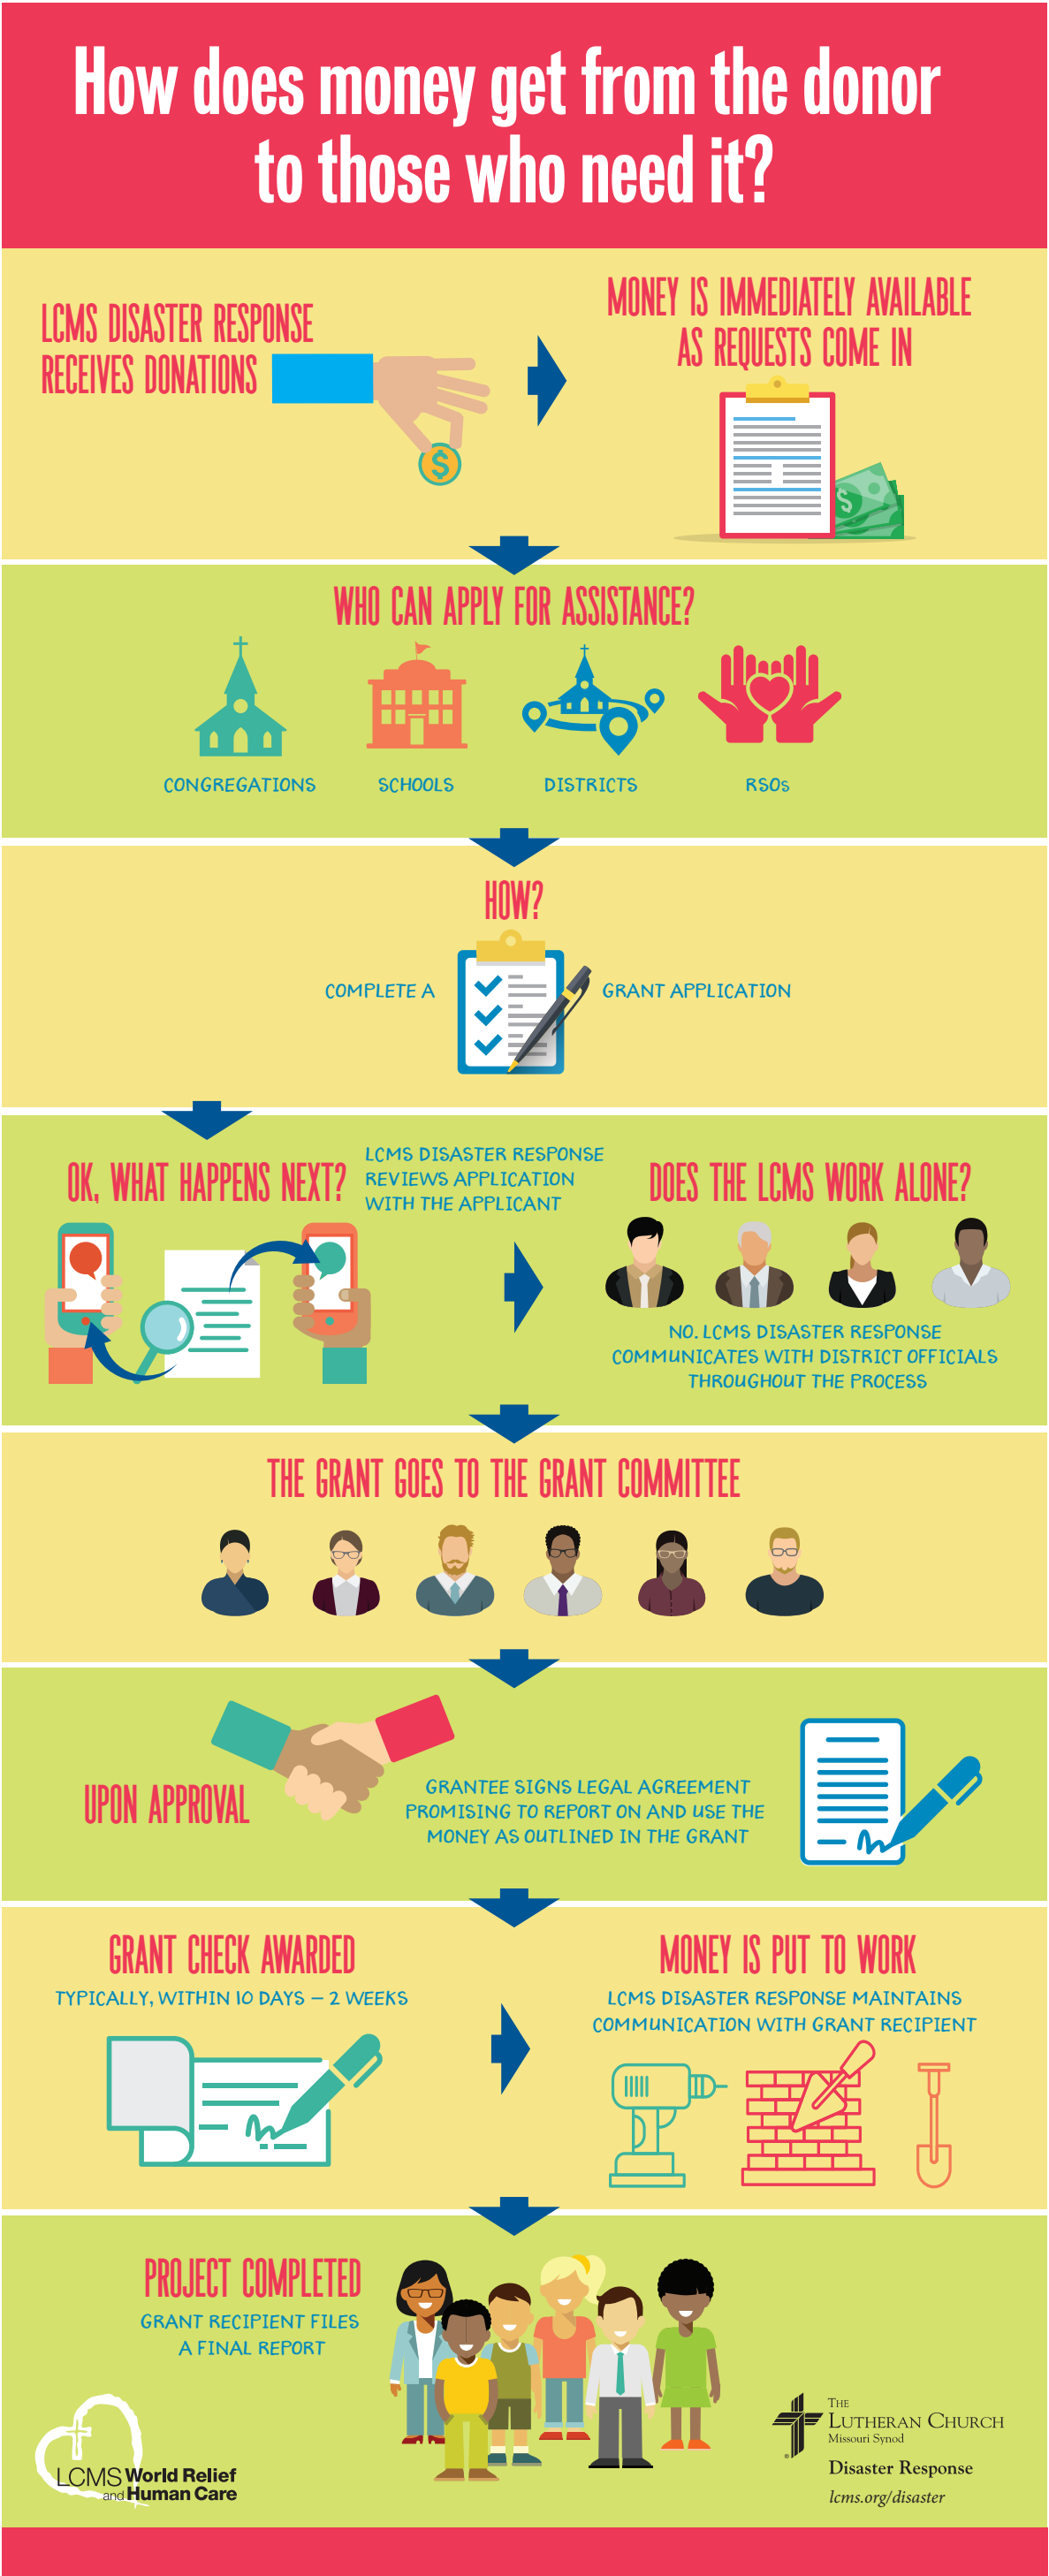 How does money get from the donor
to those who need it?
LCMS DISASTER RESPONSE
RECEIVES DONATIONS
$
MONEY IS IMMEDIATELY AVAILABLE
AS REQUESTS COME IN
$
WHO CAN APPLY FOR ASSISTANCE?
CONGREGATIONS
SCHOOLS
DISTRICTS
RSOs
HOW?
COMPLETE A
GRANT APPLICATION
OK, WHAT HAPPENS NEXT?
LCMS DISASTER RESPONSE
REVIEWS APPLICATION
WITH THE APPLICANT
DOES THE LCMS WORK ALONE?
NO. LCMS DISASTER RESPONSE
COMMUNICATES WITH DISTRICT OFFICIALS
THROUGHOUT THE PROCESS
THE GRANT GOES TO THE GRANT COMMITTEE
UPON APPROVAL
GRANTEE SIGNS LEGAL AGREEMENT
PROMISING TO REPORT ON AND USE THE
MONEY AS OUTLINED IN THE GRANT
GRANT CHECK AWARDED
TYPICALLY, WITHIN 10 DAYS – 2 WEEKS
MONEY IS PUT TO WORK
LCMS DISASTER RESPONSE MAINTAINS
COMMUNICATION WITH GRANT RECIPIENT
PROJECT COMPLETED
GRANT RECIPIENT FILES
A FINAL REPORT
LCMS World Relief
and Human Care
THE
LUTHERAN CHURCH
Missouri Synod
®
Disaster Response
lcms.org/disaster